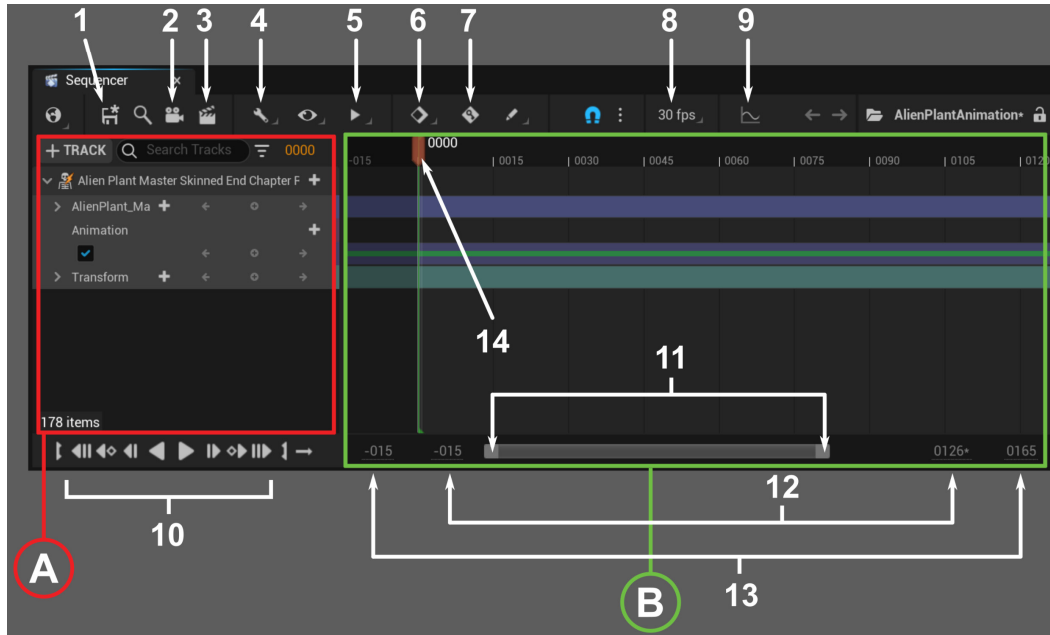 1 2 3 4 5 6 7 8 9
Sequencer
30 fps
AlienPlantAnimation*
+ TRACK Search Tracks 0000
0000
-015 0015 0030 0045 0060 0075 0090 0105 0120
Alien Plant Master Skinned End Chapter F
AlienPlant_Ma
Animation
Transform
14
11
178 items
-015 -015 0126* 0165
10
12
A
B
13